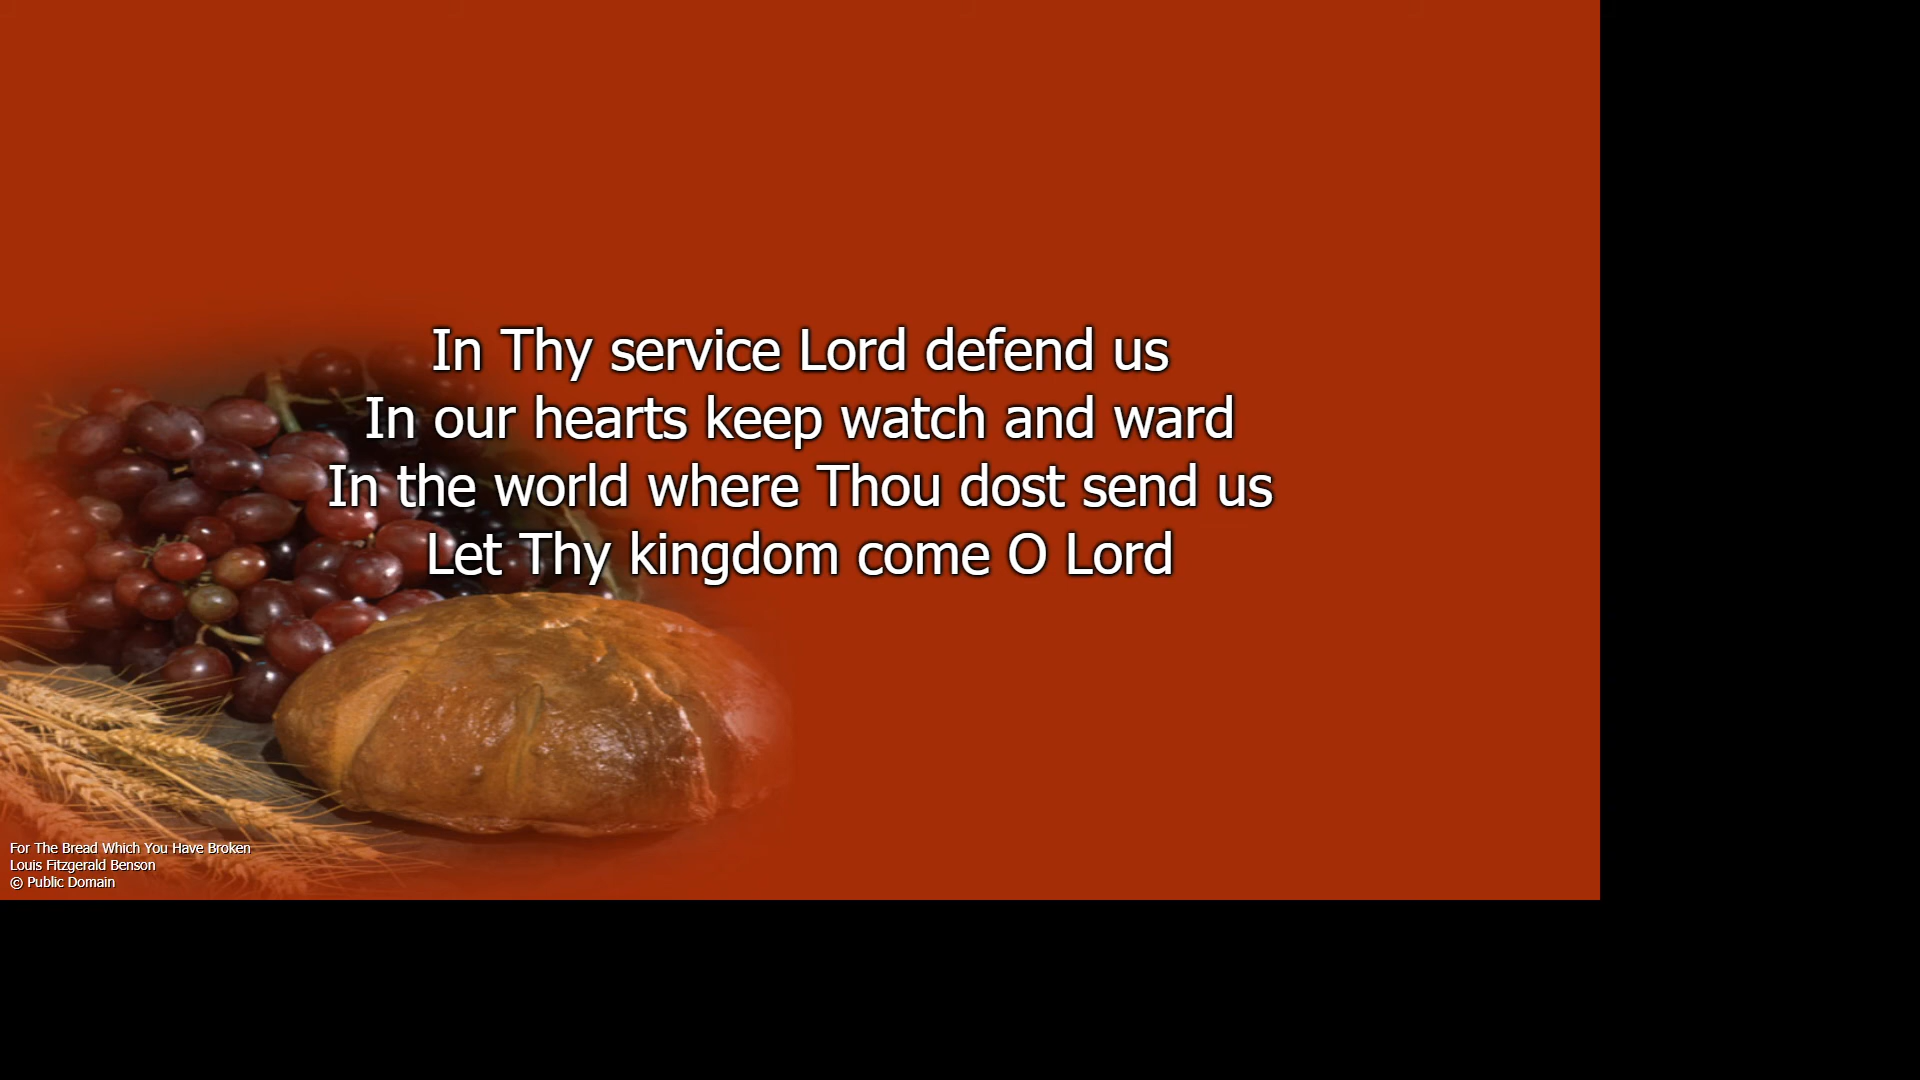 In Thy service Lord defend us
In our hearts keep watch and ward
In the world where Thou dost send us
Let Thy kingdom come O Lord
For The Bread Which You Have Broken
Louis Fitzgerald Benson
© Public Domain